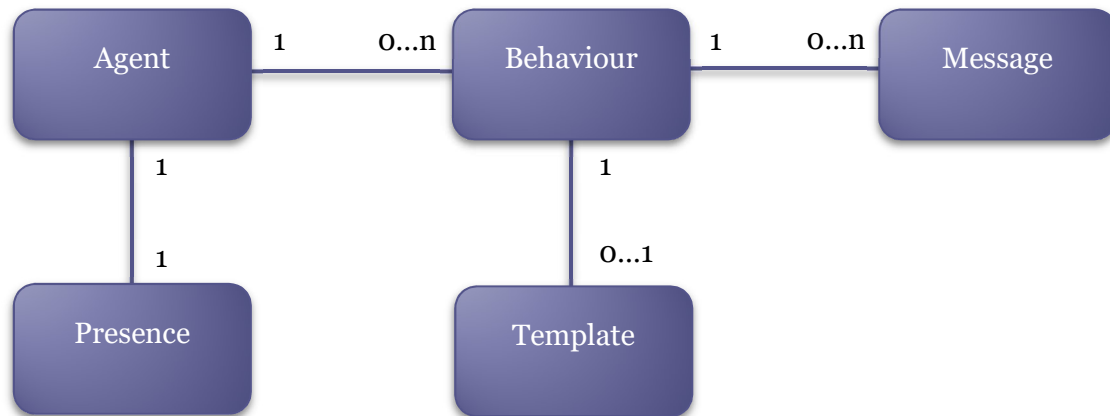 Agent
1
0...n
Behaviour
1
0...n
Message
1
1
1
0...1
Presence
Template